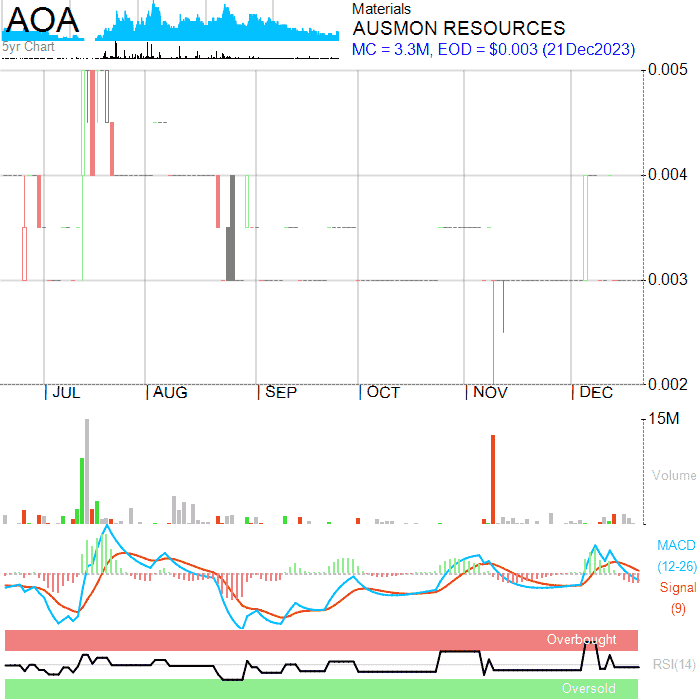 AOA
5yr Chart
Materials
AUSMON RESOURCES
MC = 3.3M, EOD = $0.003 (21Dec2023)
0.005
0.004
0.003
0.002
JUL
AUG
SEP
OCT
NOV
DEC
15M
Volume
MACD
(12-26)
Signal
(9)
Overbought
RSI(14)
Oversold